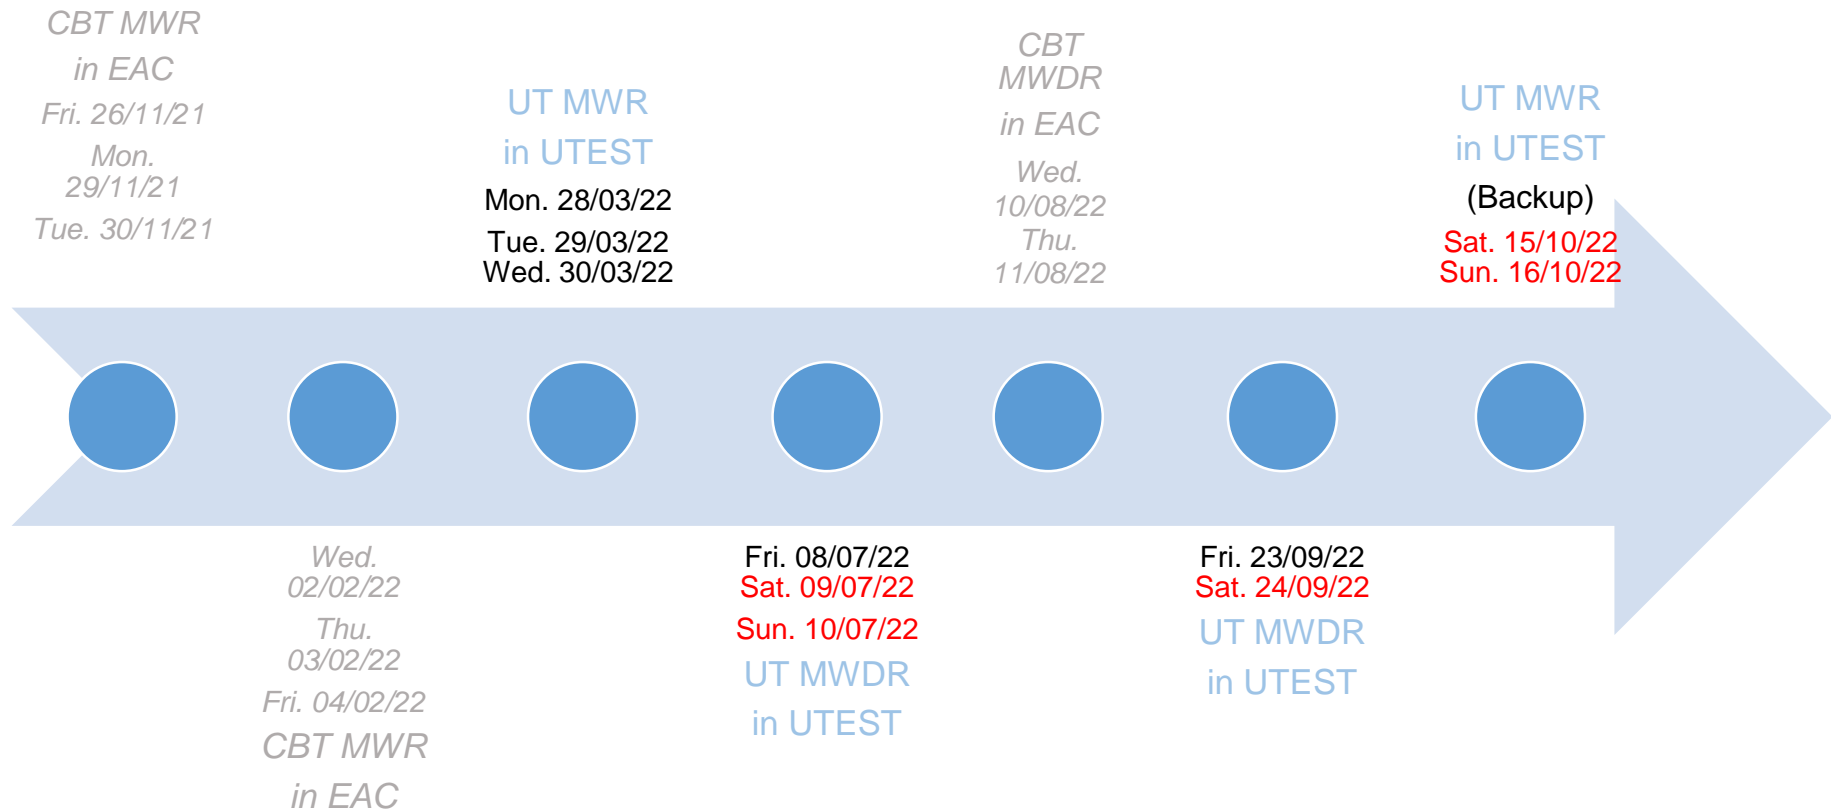 CBT MWR
in EAC
Fri. 26/11/21
Mon.
29/11/21
Tue. 30/11/21
Wed.
02/02/22
Thu.
03/02/22
Fri. 04/02/22
CBT MWR
in EAC
UT MWR
in UTEST
Mon. 28/03/22
Tue. 29/03/22
Wed. 30/03/22
Fri. 08/07/22
Sat. 09/07/22
Sun. 10/07/22
UT MWDR
in UTEST
CBT
MWDR
in EAC
Wed.
10/08/22
Thu.
11/08/22
Fri. 23/09/22
Sat. 24/09/22
UT MWDR
in UTEST
UT MWR
in UTEST
(Backup)
Sat. 15/10/22
Sun. 16/10/22